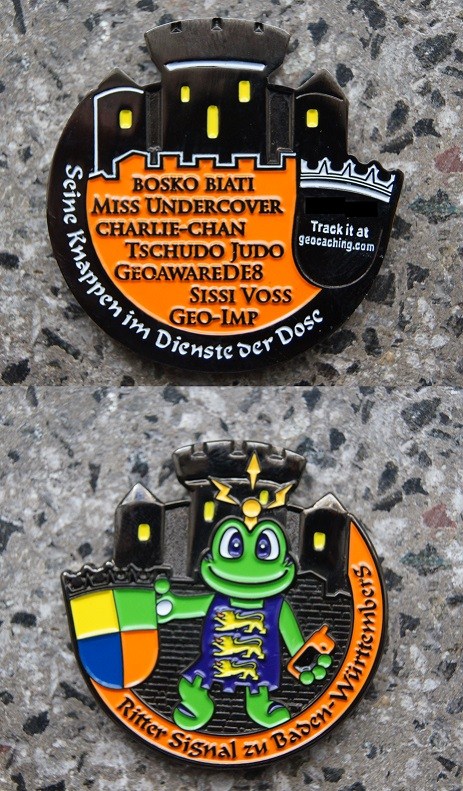 BOSKO BIATI
MISS UNDERCOVER
CHARLIE-CHAN
TSCHUDO JUDO
GEOAWAREDE8
SISSI VOSS
GEO-IMP
Track it at
geocaching.com
Seine Knappen im Dienste der Dose
Ritter Signal zu Baden-Württemberg